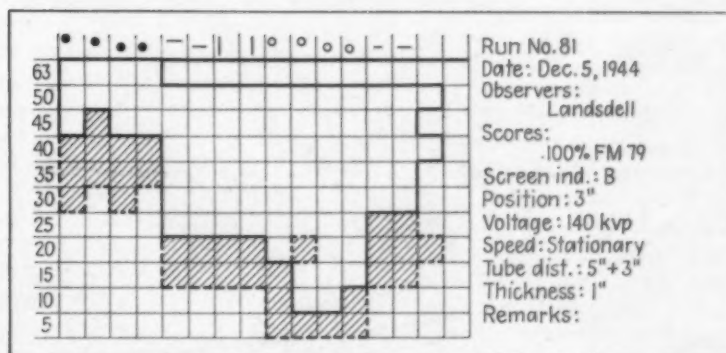 63
50
45
40
35
30
25
20
15
10
5
Run No. 81
Date: Dec. 5, 1944
Observers:
Landsdell
Scores:
.100% FM 79
Screen ind.: B
Position: 3"
Voltage: 140 kvp
Speed: Stationary
Tube dist.: 5"+3"
Thickness: 1"
Remarks: